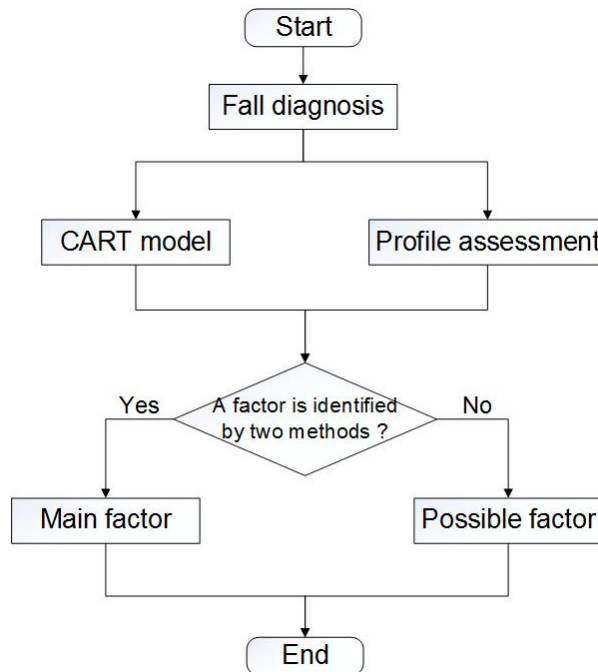 Start
Fall diagnosis
CART model
Profile assessment
A factor is identified
by two methods ?
Yes
No
Main factor
Possible factor
End